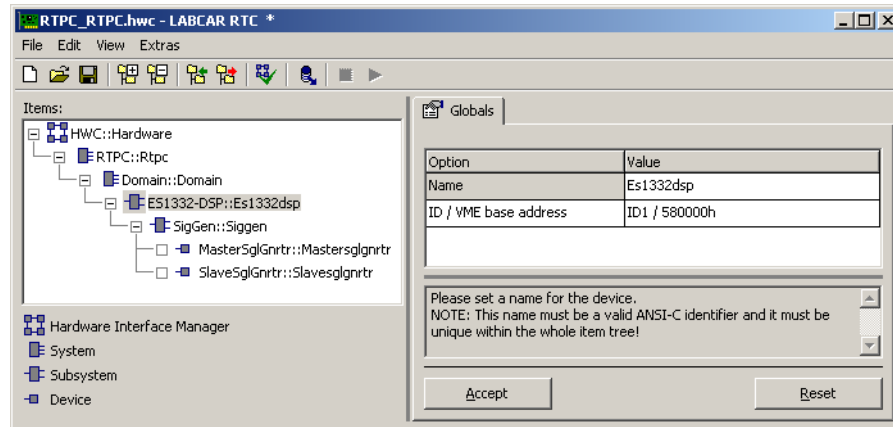 RTPC_RTPC.hwc - LABCAR RTC *
File Edit View Extras
Items:
HWC::Hardware
RTPC::Rtpc
Domain::Domain
ES1332-DSP::Es1332dsp
SigGen::Siggen
MasterSglGnrtr::Mastersglgnrtr
SlaveSglGnrtr::Slavesglgnrtr
Hardware Interface Manager
System
Subsystem
Device
Globals
Option Value
Name Es1332dsp
ID / VME base address ID1 / 580000h
Please set a name for the device.
NOTE: This name must be a valid ANSI-C identifier and it must be
unique within the whole item tree!
Accept Reset